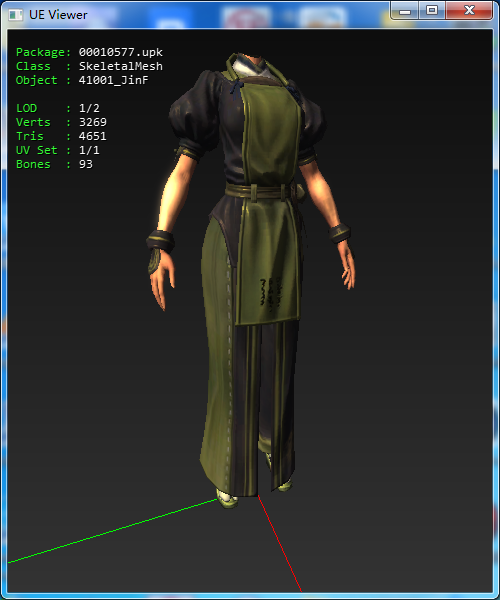 UE Viewer
Package: 00010577.upk
Class : SkeletalMesh
Object : 41001_JinF
LOD : 1/2
Verts : 3269
Tris : 4651
UV Set : 1/1
Bones : 93